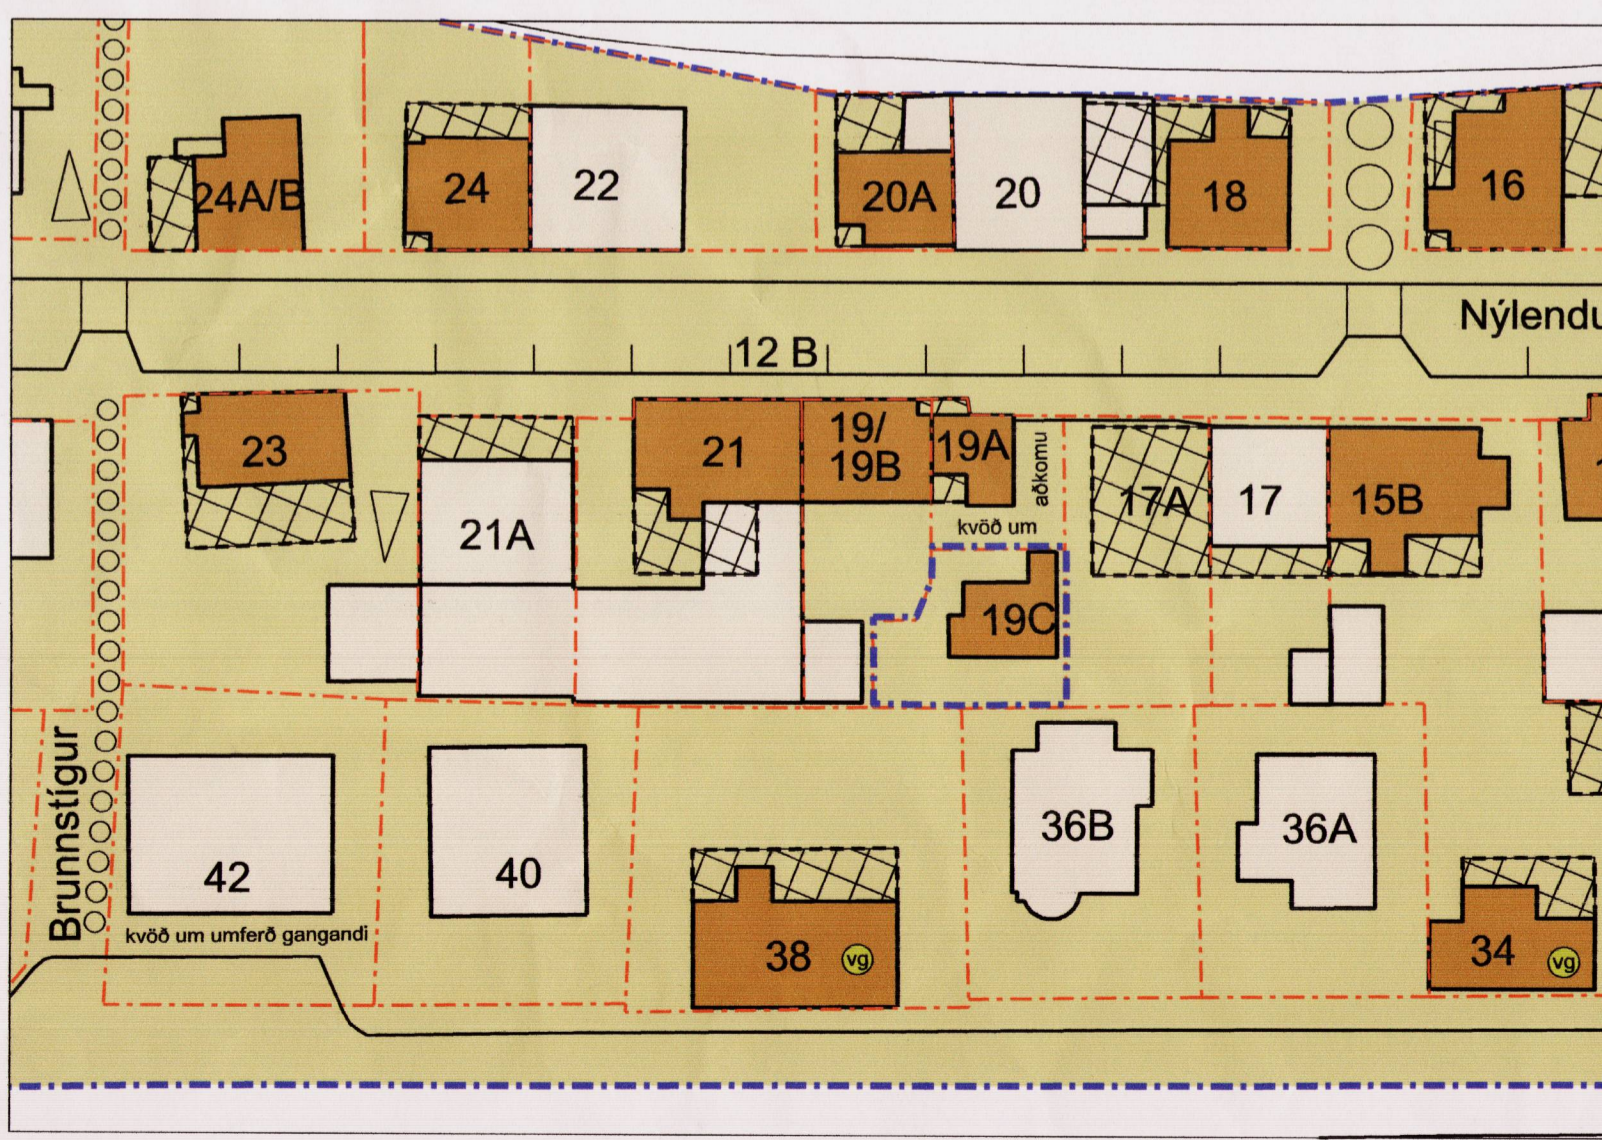 24A/B
24
22
20A
20
18
16
Nýlendu
12 B
23
21A
21
19/
19B
19A
aðkomu
kvöð um
17A
17
15B
19C
Brunnstígur
42
40
36B
36A
38
vg
34
vg
kvöð um umferð gangandi